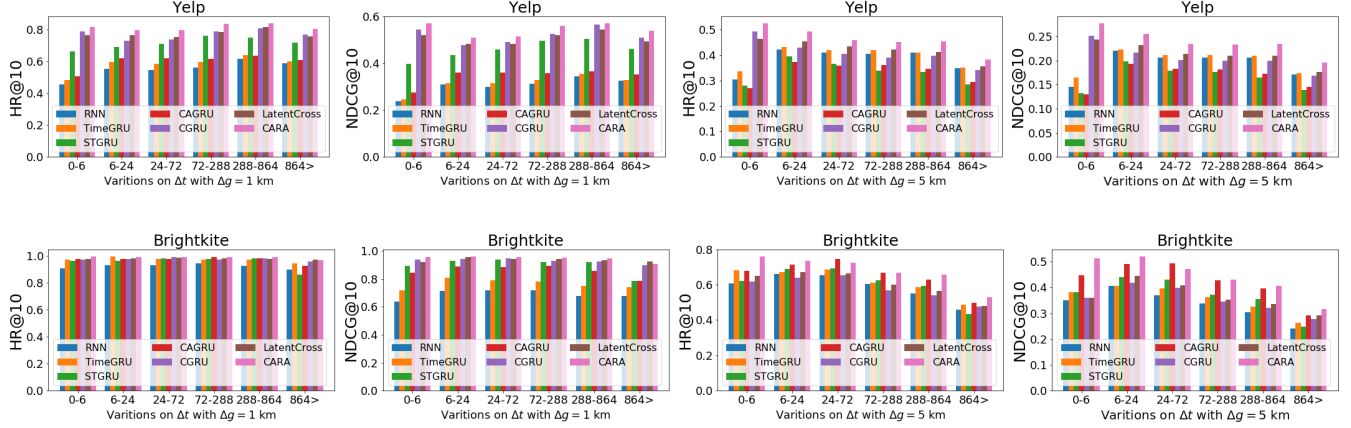 Yelp
HR@10
0.8
0.6
0.4
0.2
0.0
RNN
TimeGRU
STGRU
CAGRU
CGRU
LatentCross
CARA
0-6 6-24 24-72 72-288 288-864 864>
Varitions on Δt with Δg = 1 km
Yelp
NDCG@10
0.6
0.4
0.2
0.0
RNN
TimeGRU
STGRU
CAGRU
CGRU
LatentCross
CARA
0-6 6-24 24-72 72-288 288-864 864>
Varitions on Δt with Δg = 1 km
Yelp
HR@10
0.5
0.4
0.3
0.2
0.1
0.0
RNN
TimeGRU
STGRU
CAGRU
CGRU
LatentCross
CARA
0-6 6-24 24-72 72-288 288-864 864>
Varitions on Δt with Δg = 5 km
Yelp
NDCG@10
0.25
0.20
0.15
0.10
0.05
0.00
RNN
TimeGRU
STGRU
CAGRU
CGRU
LatentCross
CARA
0-6 6-24 24-72 72-288 288-864 864>
Varitions on Δt with Δg = 5 km
Brightkite
HR@10
1.0
0.8
0.6
0.4
0.2
0.0
RNN
TimeGRU
STGRU
CAGRU
CGRU
LatentCross
CARA
0-6 6-24 24-72 72-288 288-864 864>
Varitions on Δt with Δg = 1 km
Brightkite
NDCG@10
1.0
0.8
0.6
0.4
0.2
0.0
RNN
TimeGRU
STGRU
CAGRU
CGRU
LatentCross
CARA
0-6 6-24 24-72 72-288 288-864 864>
Varitions on Δt with Δg = 1 km
Brightkite
HR@10
0.8
0.6
0.4
0.2
0.0
RNN
TimeGRU
STGRU
CAGRU
CGRU
LatentCross
CARA
0-6 6-24 24-72 72-288 288-864 864>
Varitions on Δt with Δg = 5 km
Brightkite
NDCG@10
0.5
0.4
0.3
0.2
0.1
0.0
RNN
TimeGRU
STGRU
CAGRU
CGRU
LatentCross
CARA
0-6 6-24 24-72 72-288 288-864 864>
Varitions on Δt with Δg = 5 km